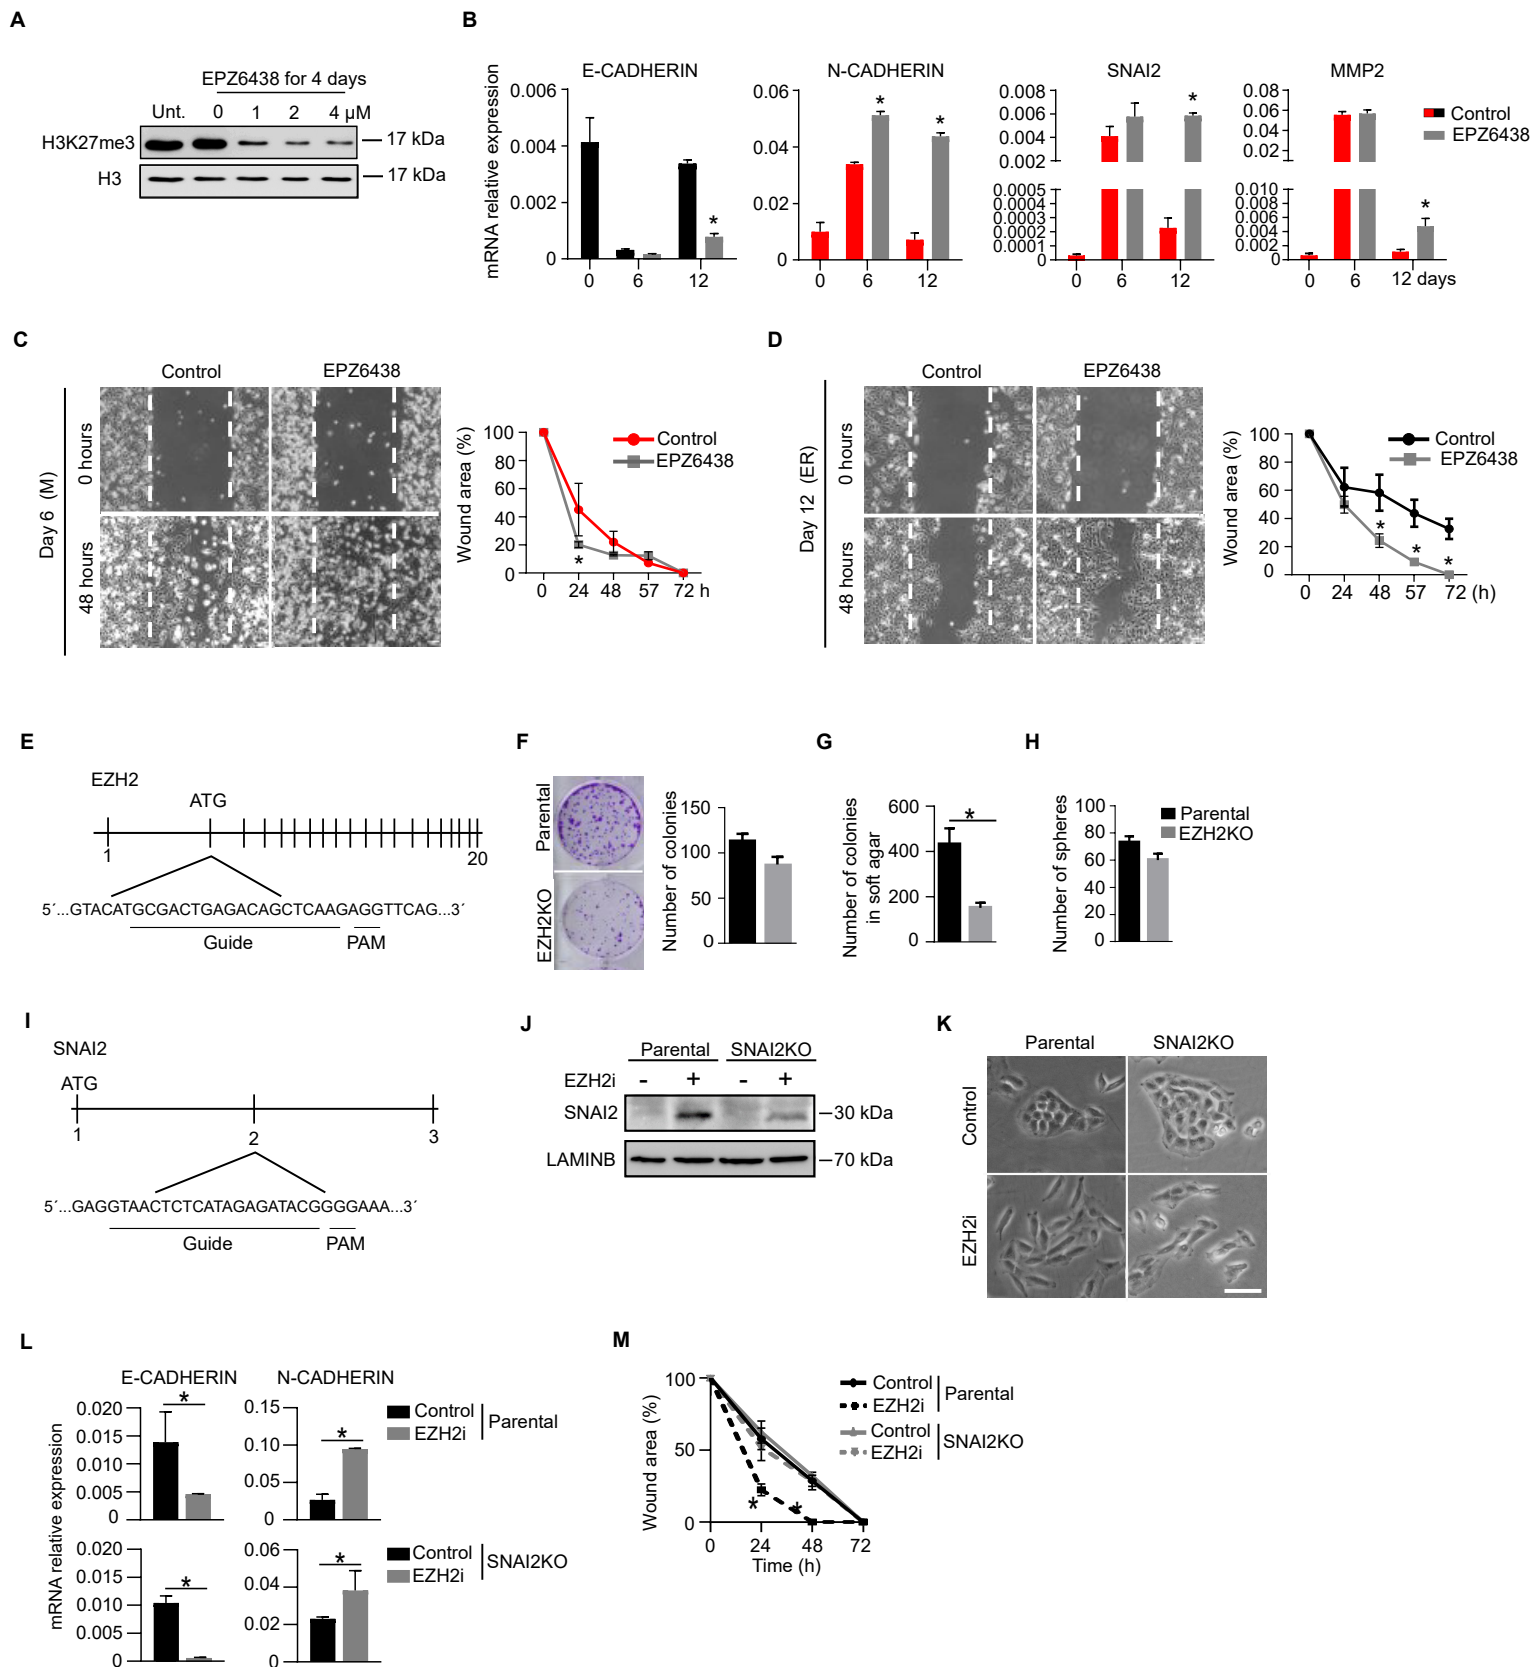 A
EPZ6438 for 4 days
Unt. 0 1 2 4 μM
H3K27me3
17 kDa
H3
17 kDa
B
mRNA relative expression
E-CADHERIN
0.006
0.004
0.002
0
*
0 6 12
N-CADHERIN
0.06
0.04
0.02
0
* *
0 6 12
SNAI2
0.008
0.006
0.004
0.002
0.0005
0.0004
0.0003
0.0002
0.0001
0
*
0 6 12
MMP2
0.08
0.06
0.04
0.02
0.010
0.008
0.006
0.004
0.002
0
*
0 6 12 days
Control
EPZ6438
C
Day 6 (M)
Control EPZ6438
0 hours
48 hours
Wound area (%)
100
80
60
40
20
0
*
0 24 48 57 72 h
Control
EPZ6438
D
Day 12 (ER)
Control EPZ6438
0 hours
48 hours
Wound area (%)
100
80
60
40
20
0
* * *
0 24 48 57 72 (h)
Control
EPZ6438
E
EZH2
ATG
1 20
5´...GTACATGCGACTGAGACAGCTCAAGAGGTTCAG...3´
Guide PAM
F
Parental
EZH2KO
Number of colonies
150
100
50
0
G
Number of colonies
in soft agar
600
400
200
0
*
H
Number of spheres
100
80
60
40
20
0
Parental
EZH2KO
I
SNAI2
ATG
1 2 3
5´...GAGGTAACTCTCATAGAGATACGGGGAAA...3´
Guide PAM
J
Parental SNAI2KO
EZH2i - + - +
SNAI2
30 kDa
LAMINB
70 kDa
K
Parental SNAI2KO
Control
EZH2i
L
mRNA relative expression
E-CADHERIN
0.020
0.015
0.010
0.005
0
*
N-CADHERIN
0.15
0.10
0.05
0
*
Control
EZH2i
Parental
0.020
0.015
0.010
0.005
0
*
0.06
0.04
0.02
0
*
Control
EZH2i
SNAI2KO
M
Wound area (%)
100
50
0
* *
0 24 48 72
Time (h)
Control
EZH2i
Parental
Control
EZH2i
SNAI2KO